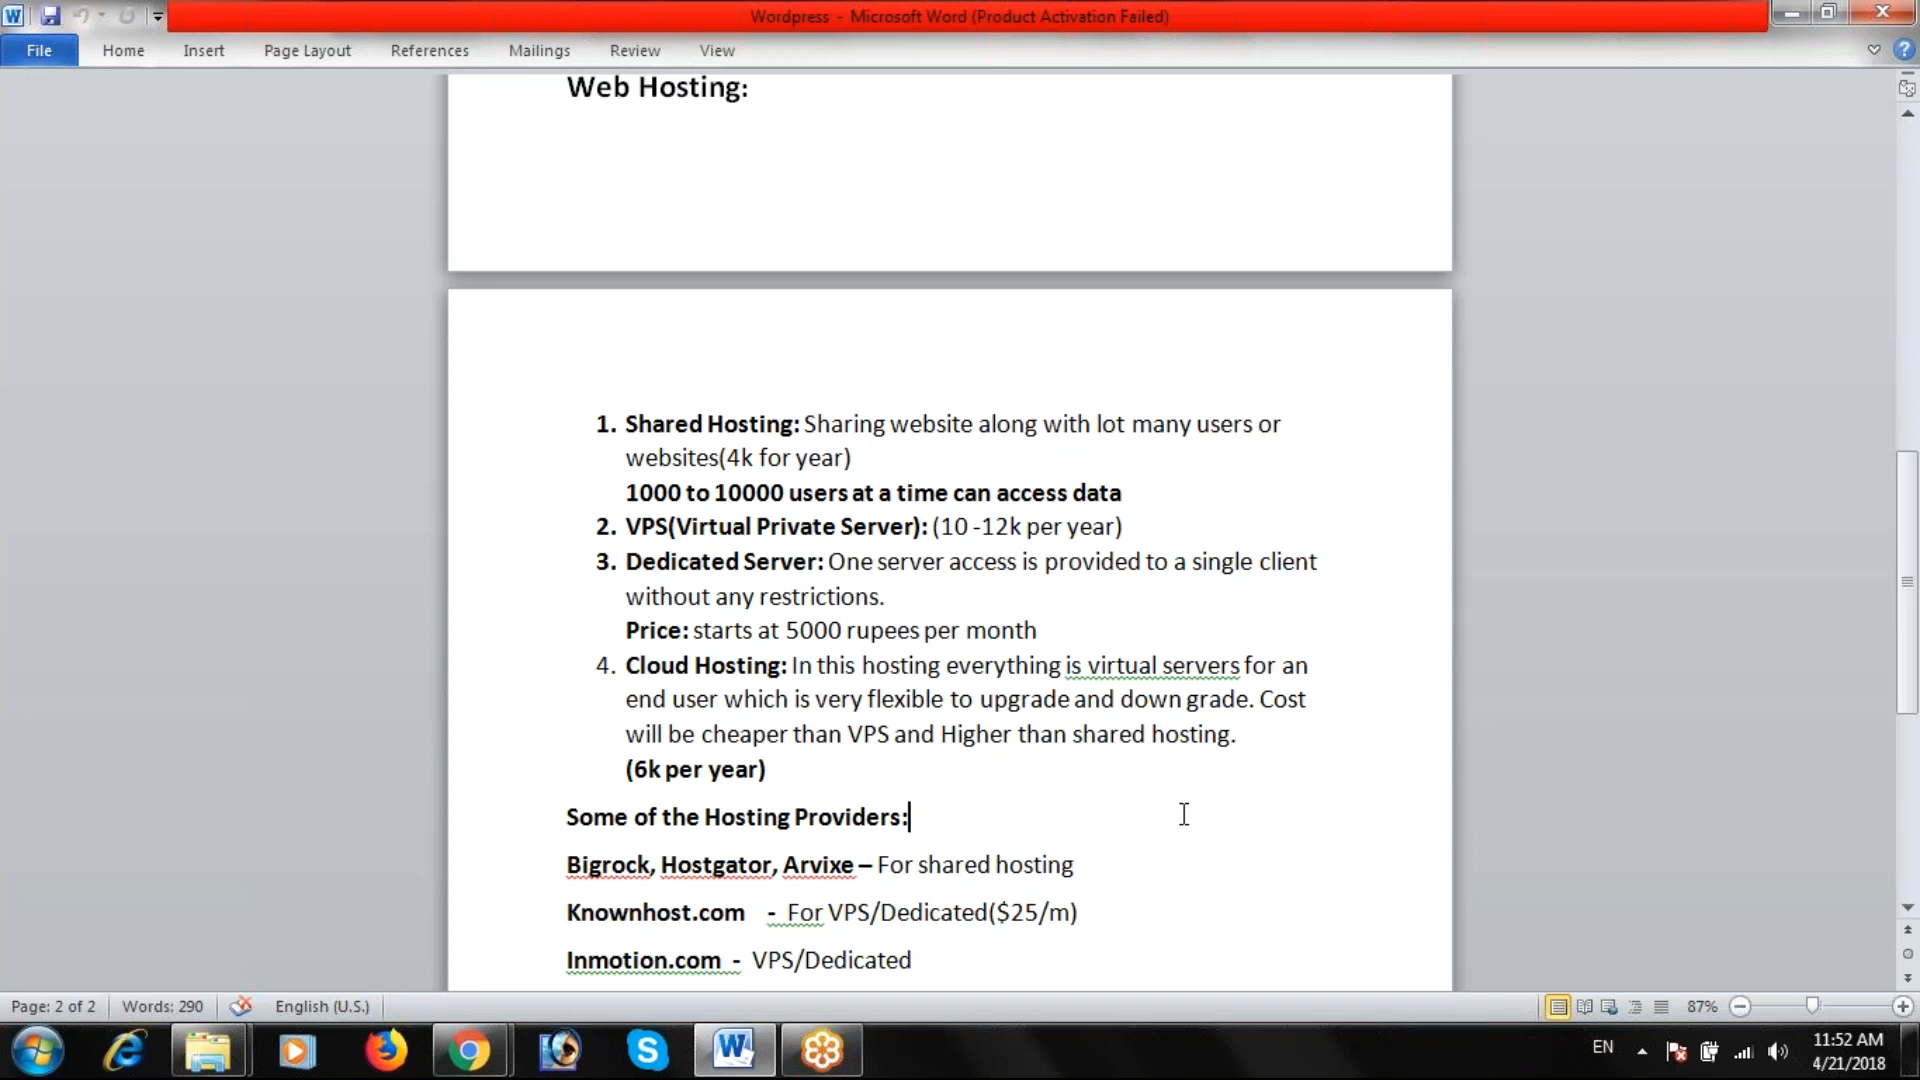 Wordpress - Microsoft Word (Product Activation Failed)
File Home Insert Page Layout References Mailings Review View
Web Hosting:
1. Shared Hosting: Sharing website along with lot many users or
websites(4k for year)
1000 to 10000 users at a time can access data
2. VPS(Virtual Private Server): (10 -12k per year)
3. Dedicated Server: One server access is provided to a single client
without any restrictions.
Price: starts at 5000 rupees per month
4. Cloud Hosting: In this hosting everything is virtual servers for an
end user which is very flexible to upgrade and down grade. Cost
will be cheaper than VPS and Higher than shared hosting.
(6k per year)
Some of the Hosting Providers:
Bigrock, Hostgator, Arvixe – For shared hosting
Knownhost.com - For VPS/Dedicated($25/m)
Inmotion.com - VPS/Dedicated
Page: 2 of 2 Words: 290 English (U.S.) 87%
EN 11:52 AM
4/21/2018